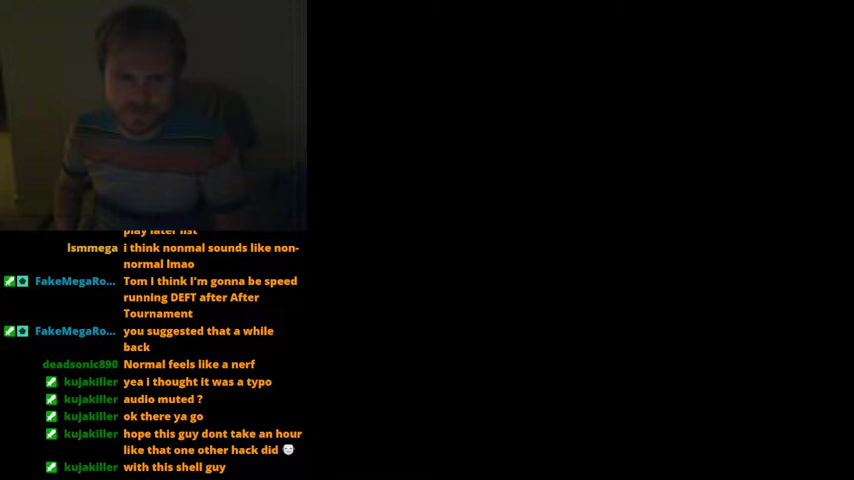 play later list
lsmmega i think nonmal sounds like non-
normal lmao
FakeMegaRo... Tom I think I'm gonna be speed
running DEFT after After
Tournament
FakeMegaRo... you suggested that a while
back
deadsonic890 Normal feels like a nerf
kujakiller yea i thought it was a typo
kujakiller audio muted ?
kujakiller ok there ya go
kujakiller hope this guy dont take an hour
like that one other hack did
kujakiller with this shell guy